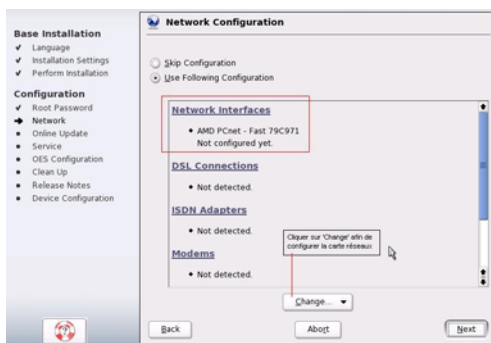 Base Installation
Language
Installation Settings
Perform Installation
Configuration
Root Password
Network
Online Update
Service
OES Configuration
Clean Up
Release Notes
Device Configuration
Network Configuration
Skip Configuration
Use Following Configuration
Network Interfaces
AMD PCnet - Fast 79C971
Not configured yet.
DSL Connections
Not detected.
ISDN Adapters
Not detected.
Modems
Not detected.
Cliquer sur 'Change' afin de
configurer la carte réseaux
Change...
Back
Abort
Next